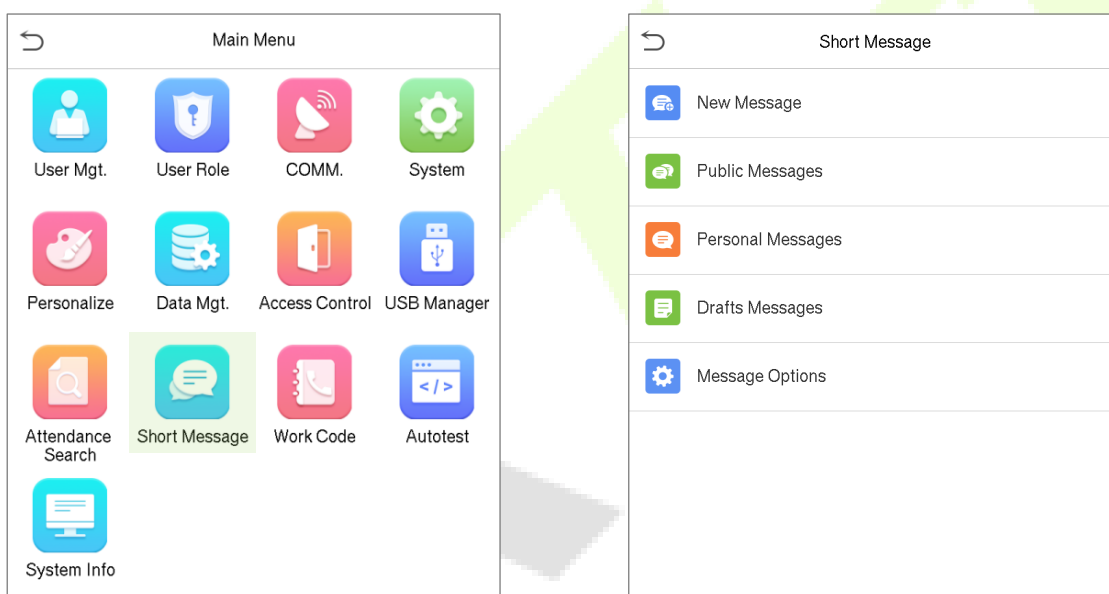 Main Menu
User Mgt.
User Role
COMM.
System
Personalize
Data Mgt.
Access Control
USB Manager
Attendance
Search
Short Message
Work Code
Autotest
System Info
Short Message
New Message
Public Messages
Personal Messages
Drafts Messages
Message Options